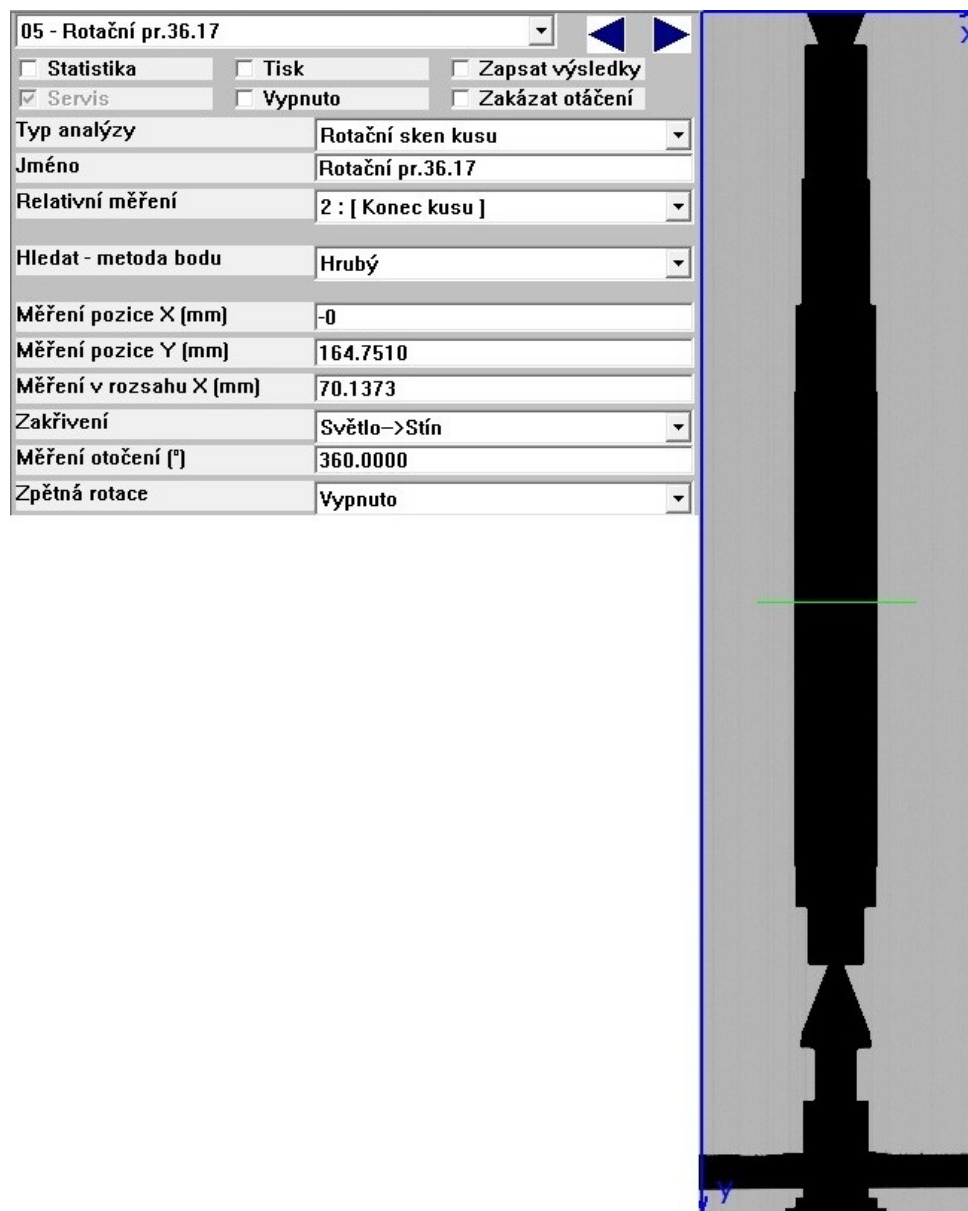 05 - Rotační pr.36.17
Statistika Tisk Zapsat výsledky
Servis Vypnuto Zakázat otáčení
Typ analýzy Rotační sken kusu
Jméno Rotační pr.36.17
Relativní měření 2 : [ Konec kusu ]
Hledat - metoda bodu Hrubý
Měření pozice X (mm) -0
Měření pozice Y (mm) 164.7510
Měření v rozsahu X (mm) 70.1373
Zakřivení Světlo->Stín
Měření otočení (°) 360.0000
Zpětná rotace Vypnuto
X
Y